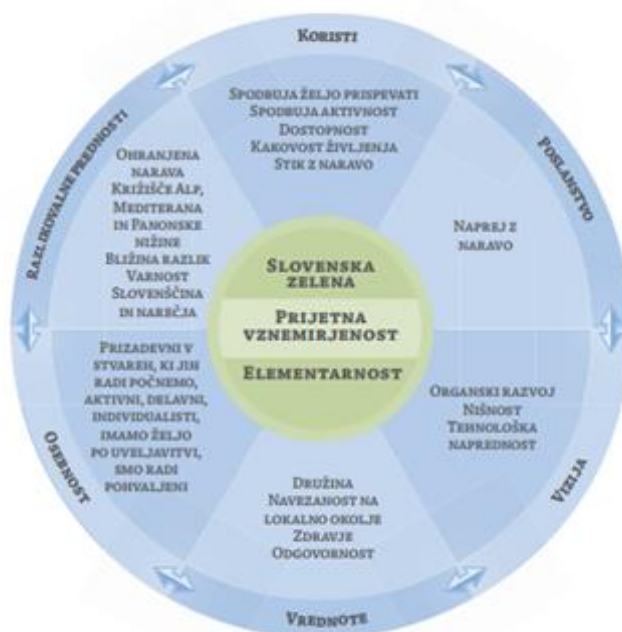 Koristi
Spodbuja željo prispevati
Spodbuja aktivnost
Dostopnost
Kakovost življenja
Stik z naravo
Poslanstvo
Naprej z
naravo
Vizija
Organski razvoj
Nišnost
Tehnološka
naprednost
Vrednote
Družina
Navezanost na
lokalno okolje
Zdravje
Odgovornost
Osebnost
Prizadevni v
stvareh, ki jih
radi počnemo,
aktivni, delavni,
individualisti,
imamo željo
po uveljavitvi,
smo radi
pohvaljeni
Razlikovalne prednosti
Ohranjena
narava
Križišče Alp,
Mediterana
in Panonske
nižine
Bližina razlik
Varnost
Slovenščina
in narečja
Slovenska
zelena
Prijetna
vznemirjenost
Elementarnost